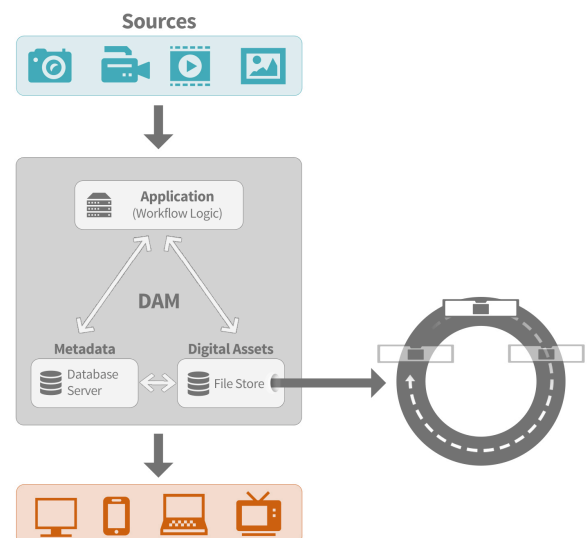 Sources
Application
(Workflow Logic)
DAM
Metadata
Digital Assets
Database
Server
File Store